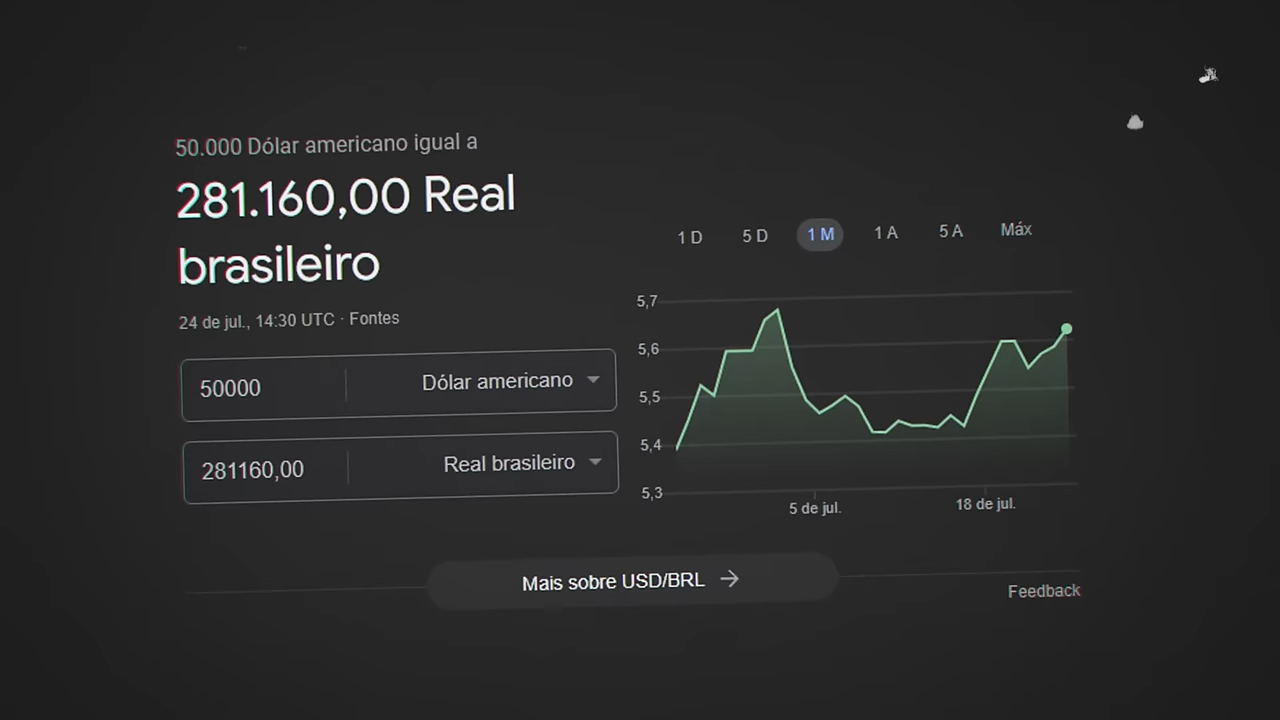 50.000 Dólar americano igual a
281.160,00 Real
brasileiro
24 de jul., 14:30 UTC · Fontes
50000 Dólar americano
281160,00 Real brasileiro
1 D 5 D 1 M 1 A 5 A Máx
5,7
5,6
5,5
5,4
5,3
5 de jul. 18 de jul.
Mais sobre USD/BRL →
Feedback